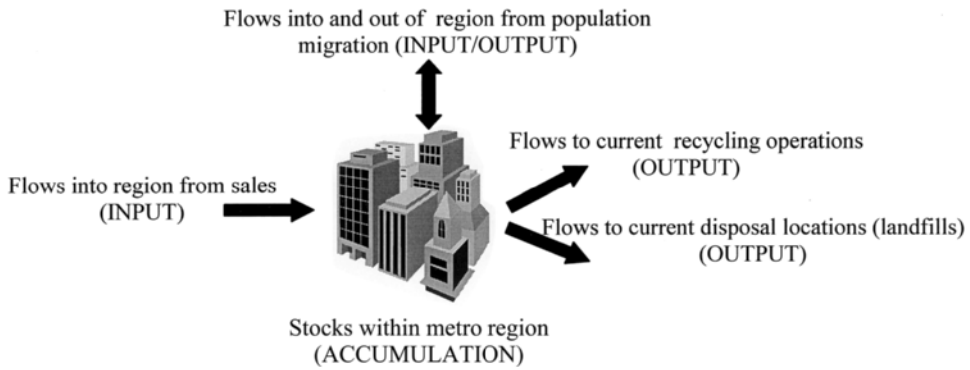 Flows into and out of region from population
migration (INPUT/OUTPUT)
Flows into region from sales
(INPUT)
Flows to current recycling operations
(OUTPUT)
Flows to current disposal locations (landfills)
(OUTPUT)
Stocks within metro region
(ACCUMULATION)